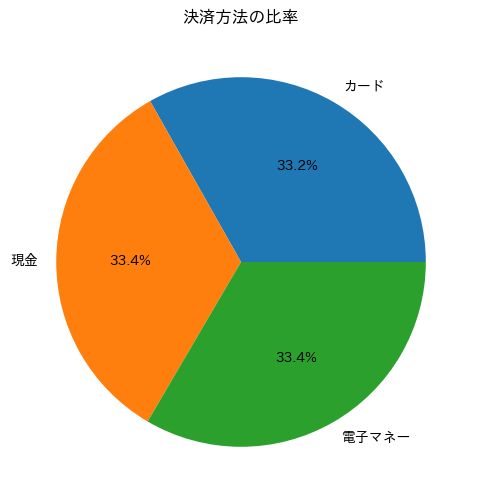 決済方法の比率
カード
33.2%
現金
33.4%
33.4%
電子マネー